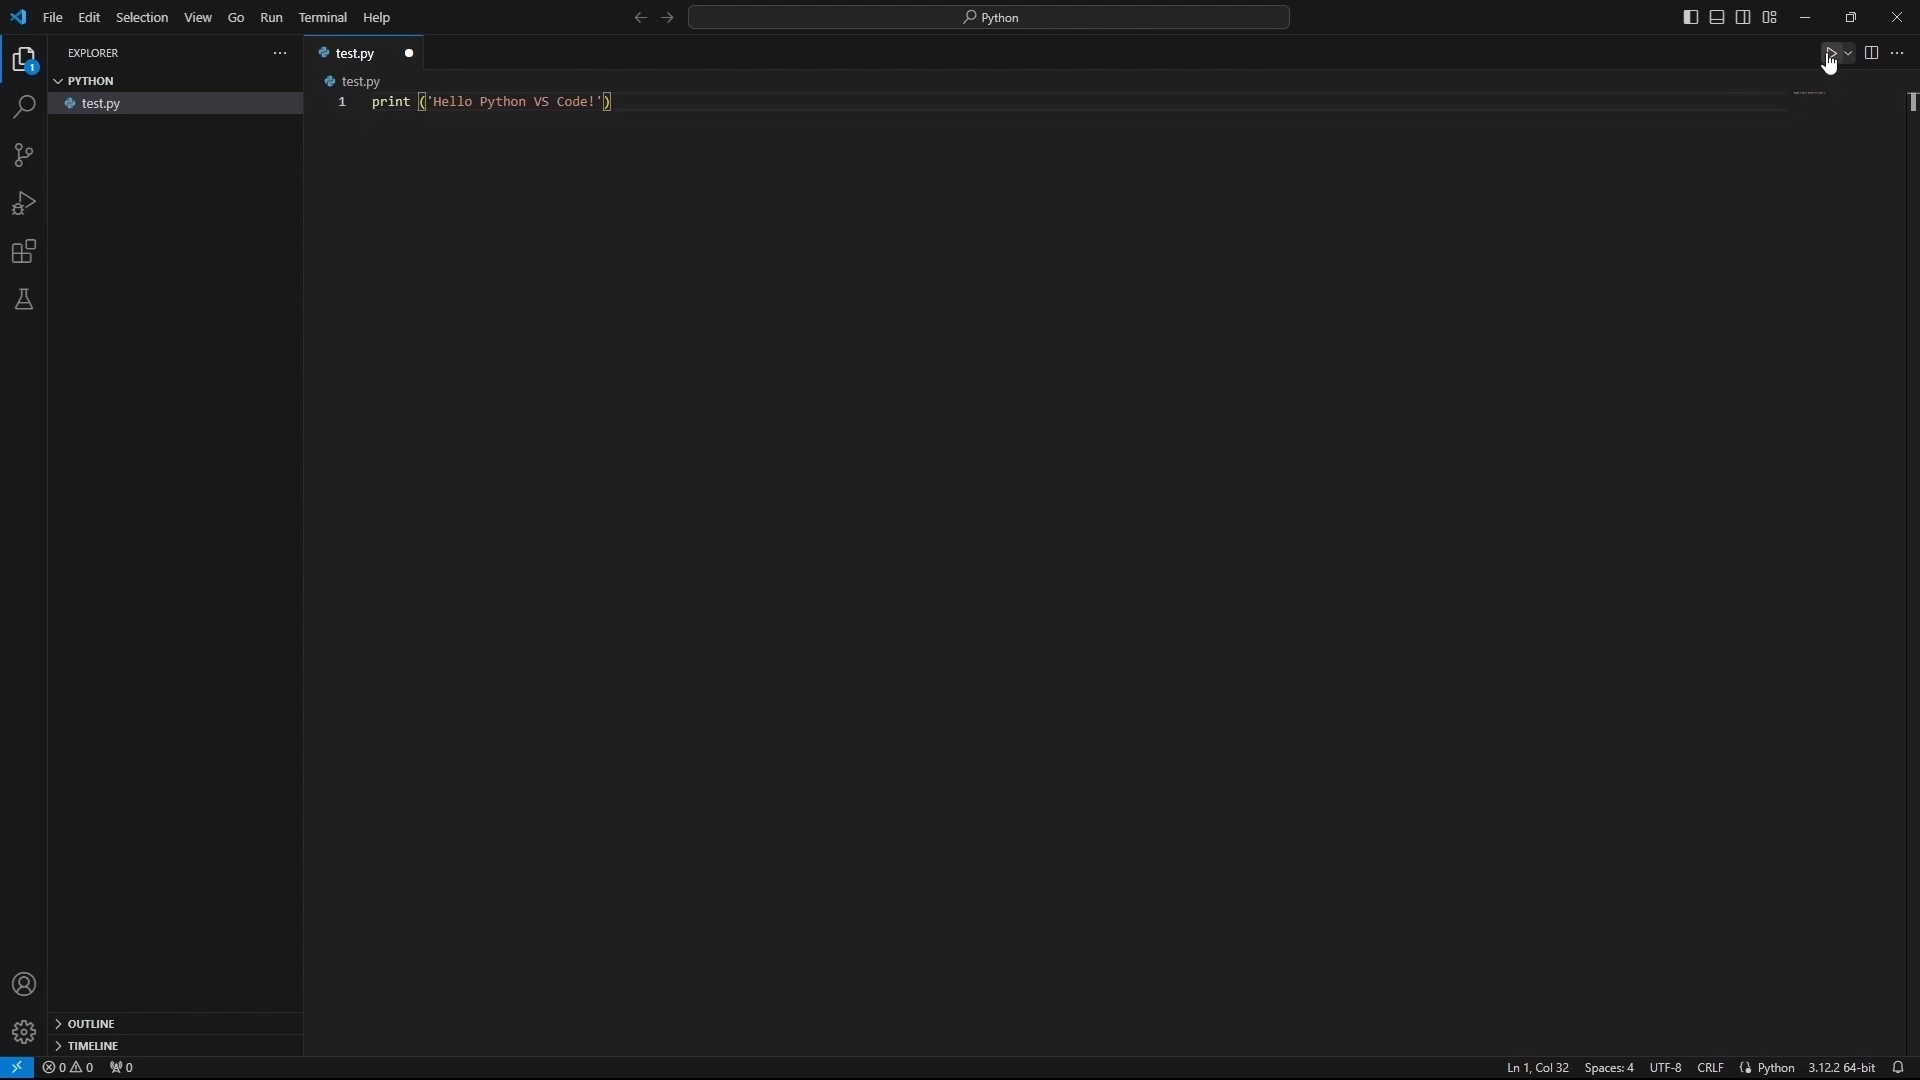 File Edit Selection View Go Run Terminal Help
Python
EXPLORER
test.py
1
PYTHON
test.py
test.py
1 print ('Hello Python VS Code!')
OUTLINE
TIMELINE
0 0 0
Ln 1, Col 32 Spaces: 4 UTF-8 CRLF Python 3.12.2 64-bit